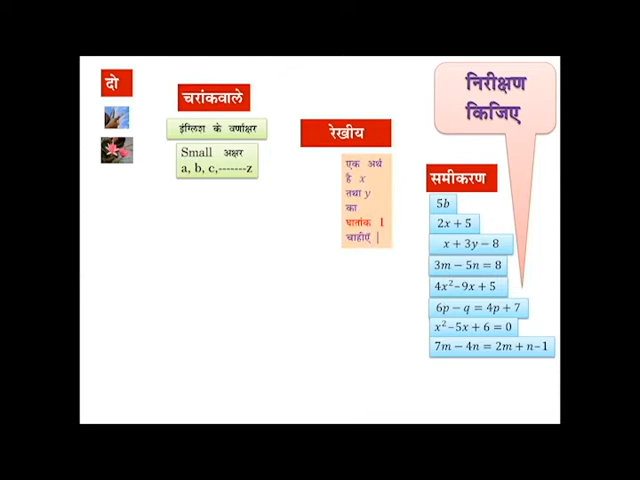 दो
चरांकवाले
इंग्लिश के वर्णाक्षर
Small अक्षर
a, b, c,-------z
रेखीय
एक अर्थ
है x
तथा y
का
घातांक 1
चाहीएँ |
निरीक्षण
किजिए
समीकरण
5b
2x + 5
x + 3y − 8
3m − 5n = 8
4x²−9x + 5
6p − q = 4p + 7
x²−5x + 6 = 0
7m − 4n = 2m + n−1